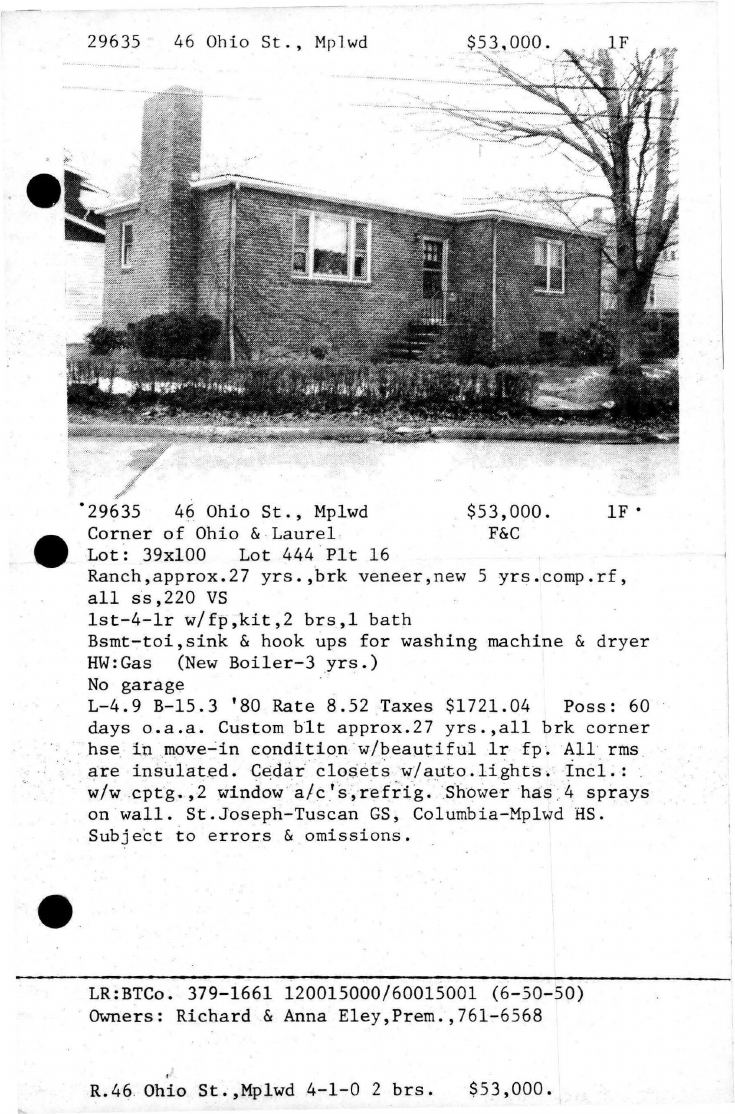 29635 46 Ohio St., Mplwd $53,000. 1F
29635 46 Ohio St., Mplwd $53,000. 1F
Corner of Ohio & Laurel F&C
Lot: 39x100 Lot 444 Plt 16
Ranch,approx.27 yrs.,brk veneer,new 5 yrs.comp.rf,
all ss,220 VS
1st-4-lr w/fp,kit,2 brs,1 bath
Bsmt-toi,sink & hook ups for washing machine & dryer
HW:Gas (New Boiler-3 yrs.)
No garage
L-4.9 B-15.3 '80 Rate 8.52 Taxes $1721.04 Poss: 60
days o.a.a. Custom blt approx.27 yrs.,all brk corner
hse in move-in condition w/beautiful lr fp. All rms
are insulated. Cedar closets w/auto.lights. Incl.:
w/w cptg.,2 window a/c's,refrig. Shower has 4 sprays
on wall. St.Joseph-Tuscan GS, Columbia-Mplwd HS.
Subject to errors & omissions.
LR:BTCo. 379-1661 120015000/60015001 (6-50-50)
Owners: Richard & Anna Eley,Prem.,761-6568
R.46 Ohio St.,Mplwd 4-1-0 2 brs. $53,000.